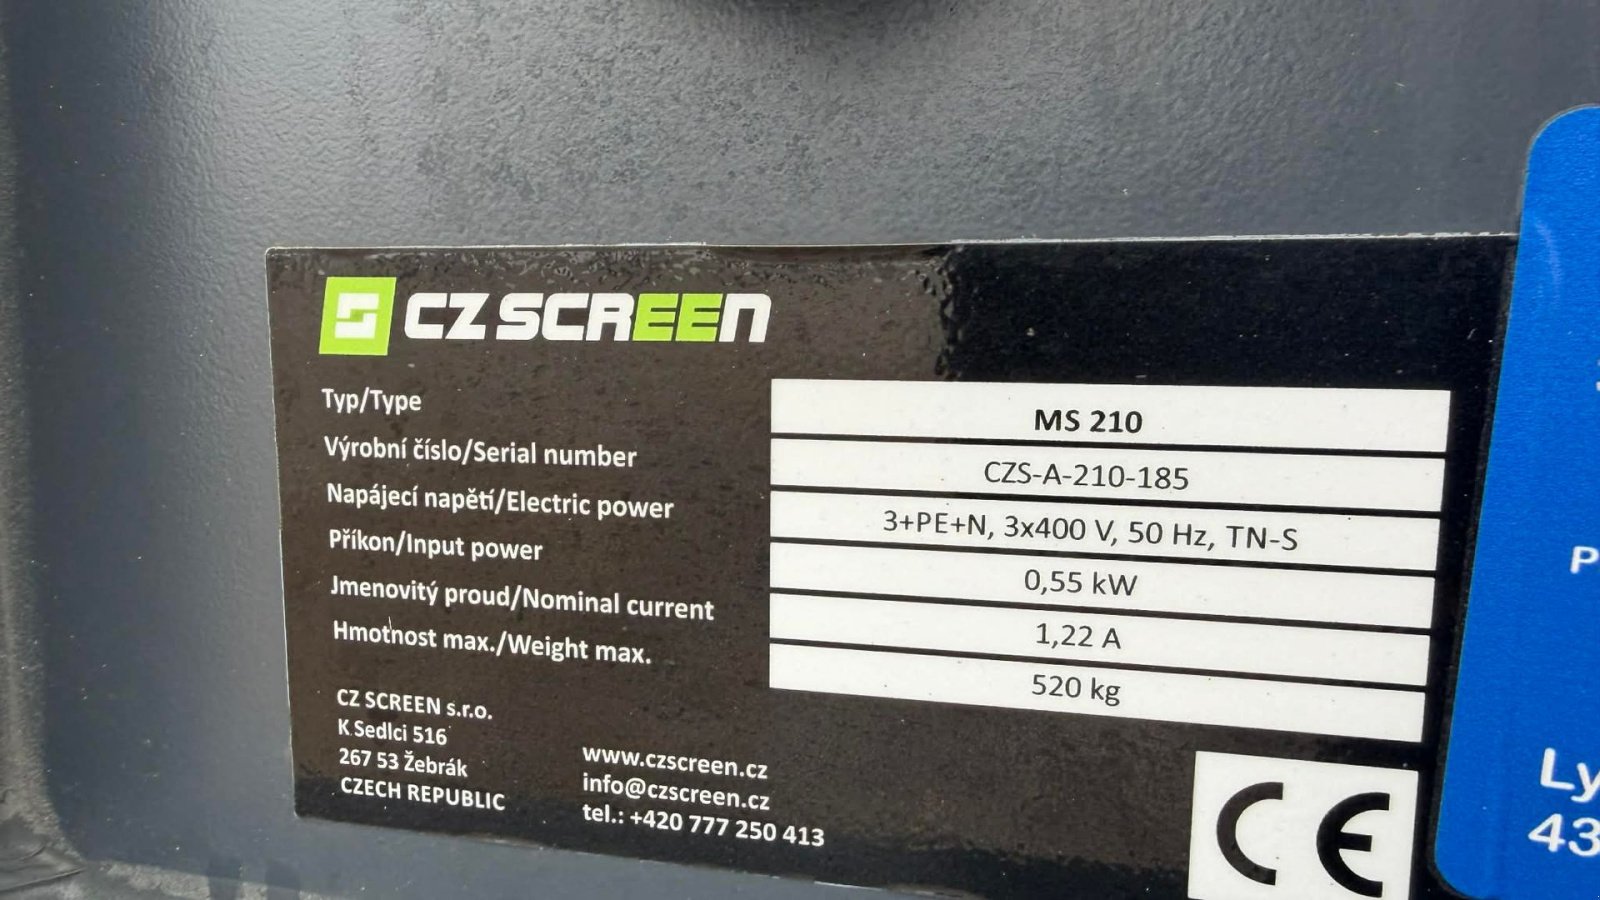 CZ SCREEN
Typ/Type
MS 210
Výrobní číslo/Serial number
CZS-A-210-185
Napájecí napětí/Electric power
3+PE+N, 3x400 V, 50 Hz, TN-S
Příkon/Input power
0,55 kW
Jmenovitý proud/Nominal current
1,22 A
Hmotnost max./Weight max.
520 kg
CZ SCREEN s.r.o.
K Sedlci 516
267 53 Žebrák
CZECH REPUBLIC
www.czscreen.cz
info@czscreen.cz
tel.: +420 777 250 413
CE
P
Ly
43